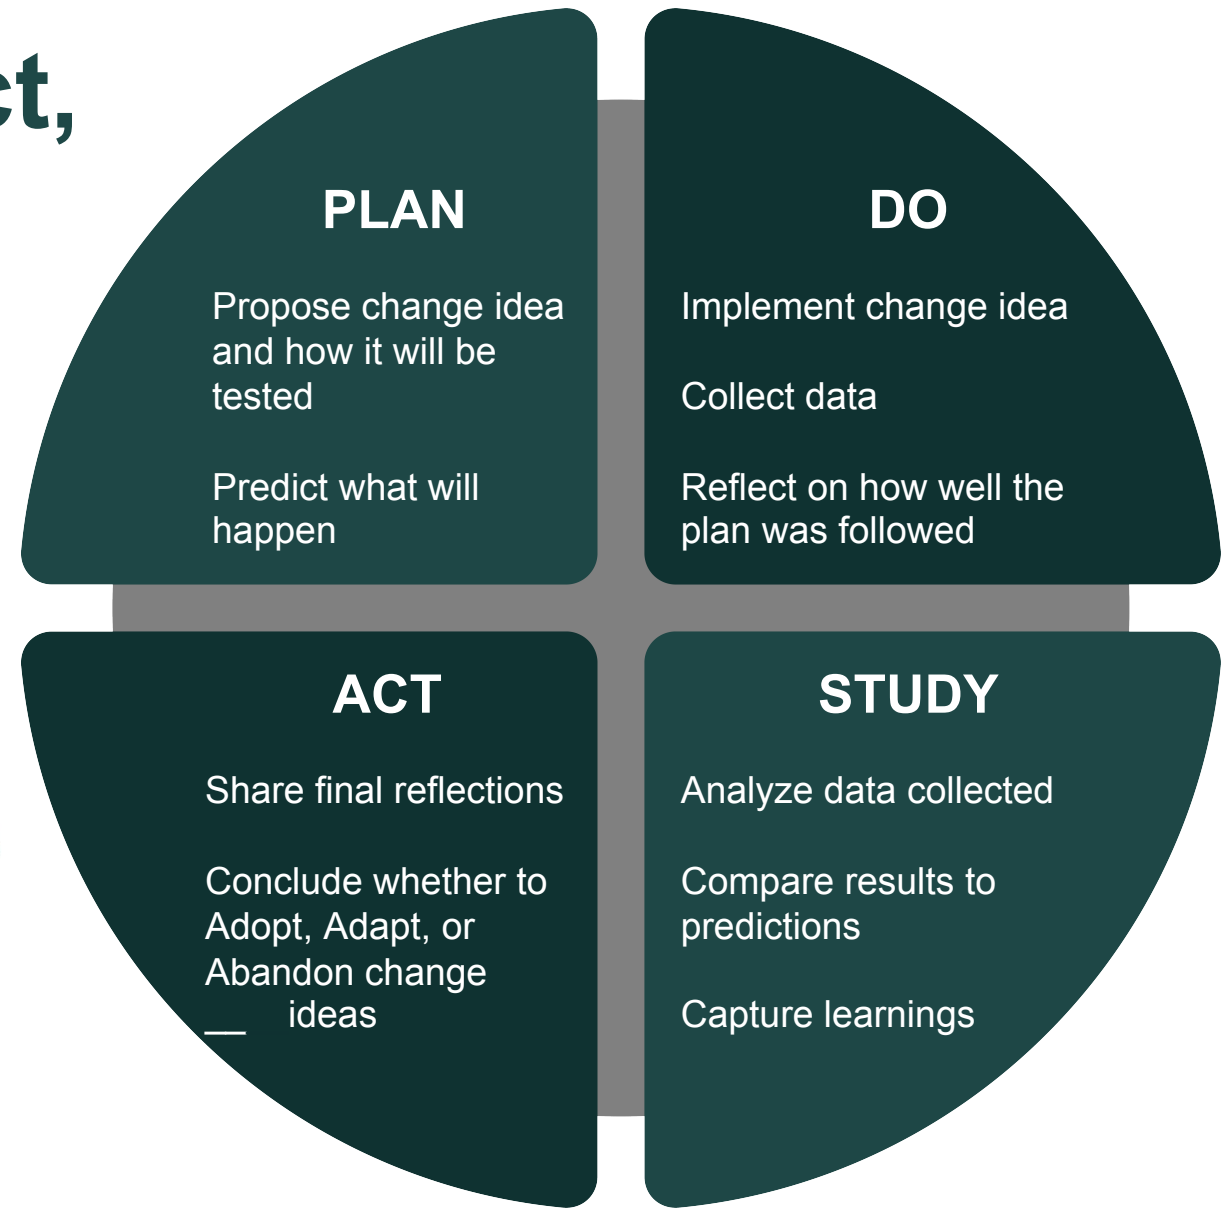 ct,
PLAN
Propose change idea
and how it will be
tested
Predict what will
happen
DO
Implement change idea
Collect data
Reflect on how well the
plan was followed
ACT
Share final reflections
Conclude whether to
Adopt, Adapt, or
Abandon change
__ ideas
STUDY
Analyze data collected
Compare results to
predictions
Capture learnings